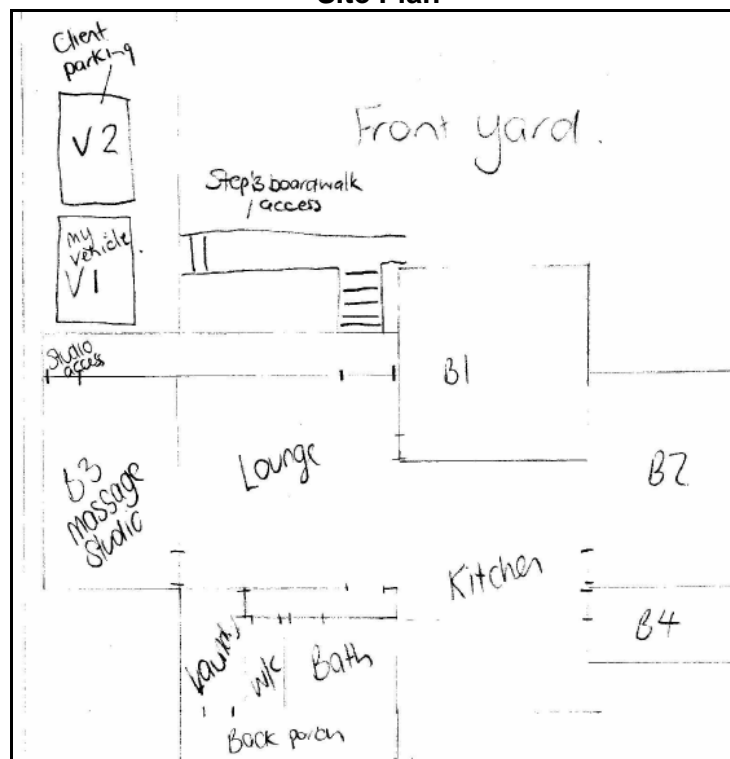 Site Plan
Client
parking
V2
Front yard.
Step's boardwalk
access
my
vehicle.
V1
Studio
access
B1
B3
massage
studio
Lounge
B2
Kitchen
B4
W/C
Bath
Back porch